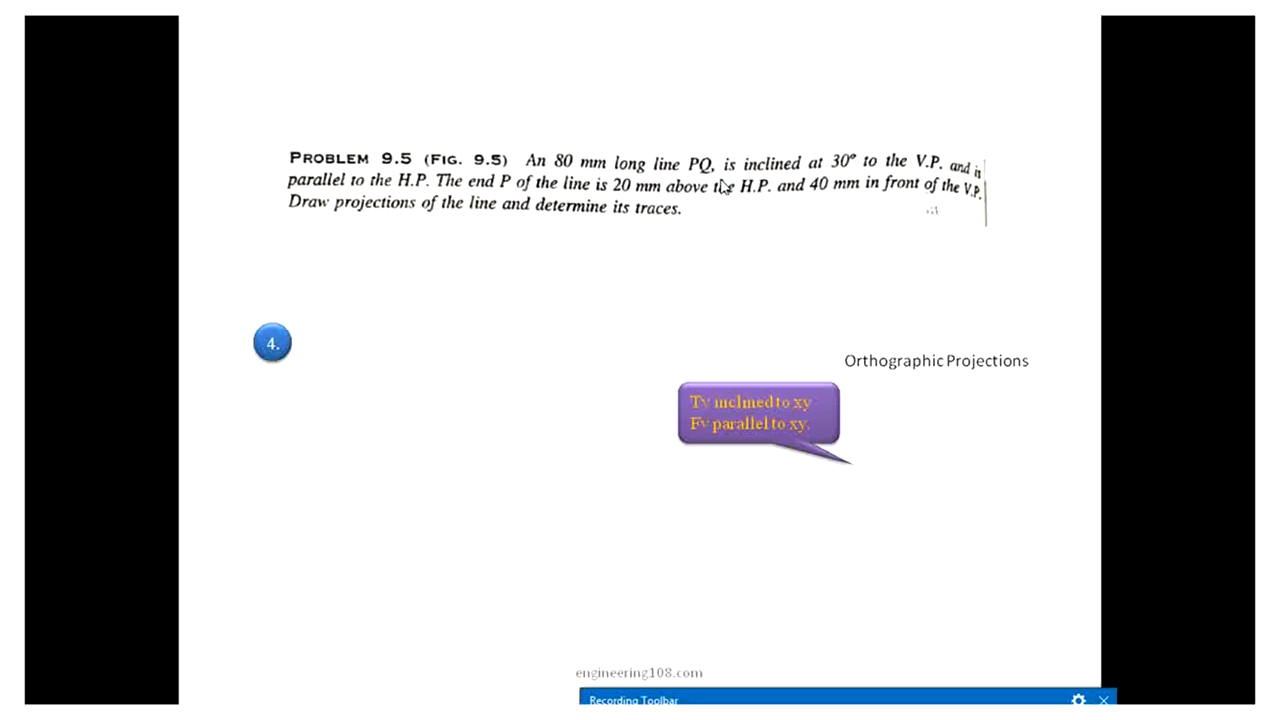 PROBLEM 9.5 (FIG. 9.5) An 80 mm long line PQ, is inclined at 30° to the V.P. and is
parallel to the H.P. The end P of the line is 20 mm above the H.P. and 40 mm in front of the V.P.
Draw projections of the line and determine its traces.
4.
Orthographic Projections
Tv inclined to xy
Fv parallel to xy.
engineering108.com
Recording Toolbar